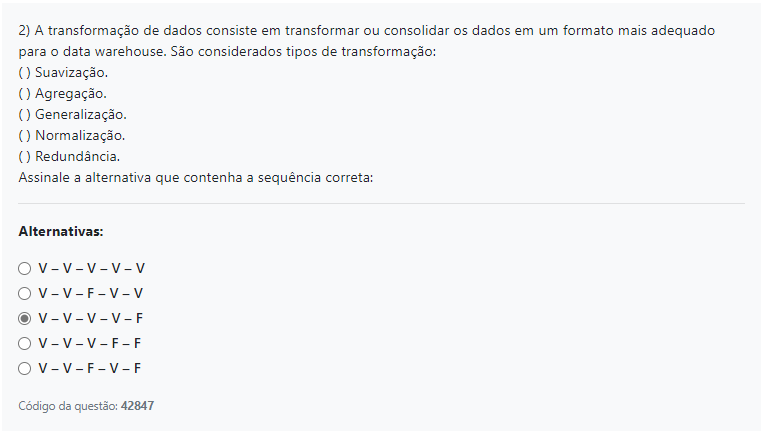 2) A transformação de dados consiste em transformar ou consolidar os dados em um formato mais adequado
para o data warehouse. São considerados tipos de transformação:
( ) Suavização.
( ) Agregação.
( ) Generalização.
( ) Normalização.
( ) Redundância.
Assinale a alternativa que contenha a sequência correta:
Alternativas:
V – V – V – V – V
V – V – F – V – V
V – V – V – V – F
V – V – V – F – F
V – V – F – V – F
Código da questão: 42847